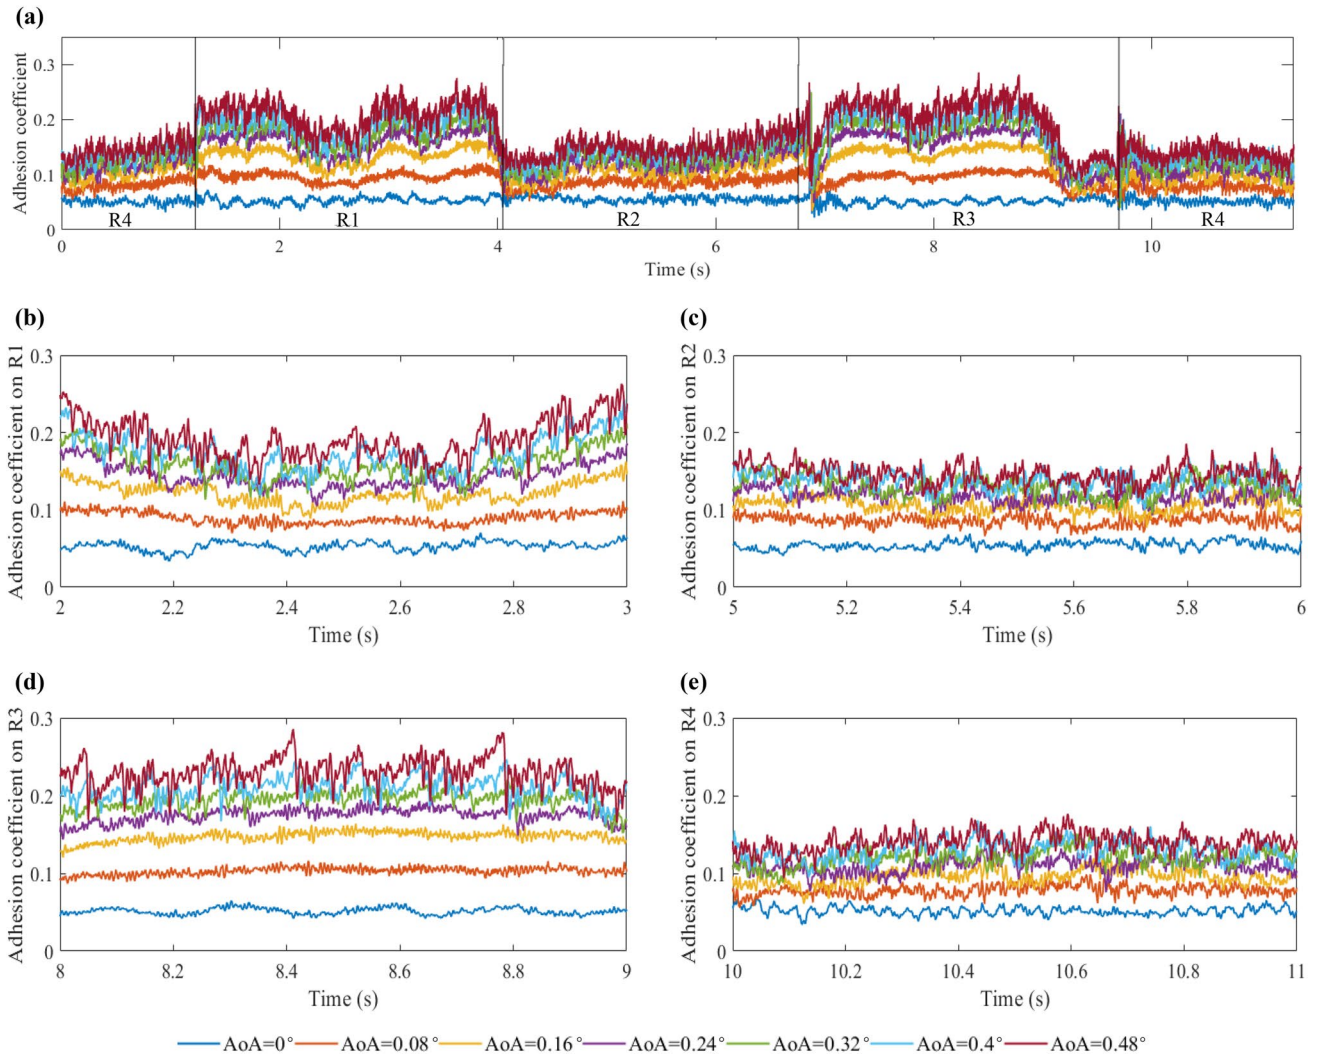 (a)
Adhesion coefficient
0.3
0.2
0.1
0
R4
R1
R2
R3
R4
0
2
4
6
8
10
Time (s)
(b)
Adhesion coefficient on R1
0.3
0.2
0.1
0
2
2.2
2.4
2.6
2.8
3
Time (s)
(c)
Adhesion coefficient on R2
0.3
0.2
0.1
0
5
5.2
5.4
5.6
5.8
6
Time (s)
(d)
Adhesion coefficient on R3
0.3
0.2
0.1
0
8
8.2
8.4
8.6
8.8
9
Time (s)
(e)
Adhesion coefficient on R4
0.3
0.2
0.1
0
10
10.2
10.4
10.6
10.8
11
Time (s)
AoA=0° AoA=0.08° AoA=0.16° AoA=0.24° AoA=0.32° AoA=0.4° AoA=0.48°